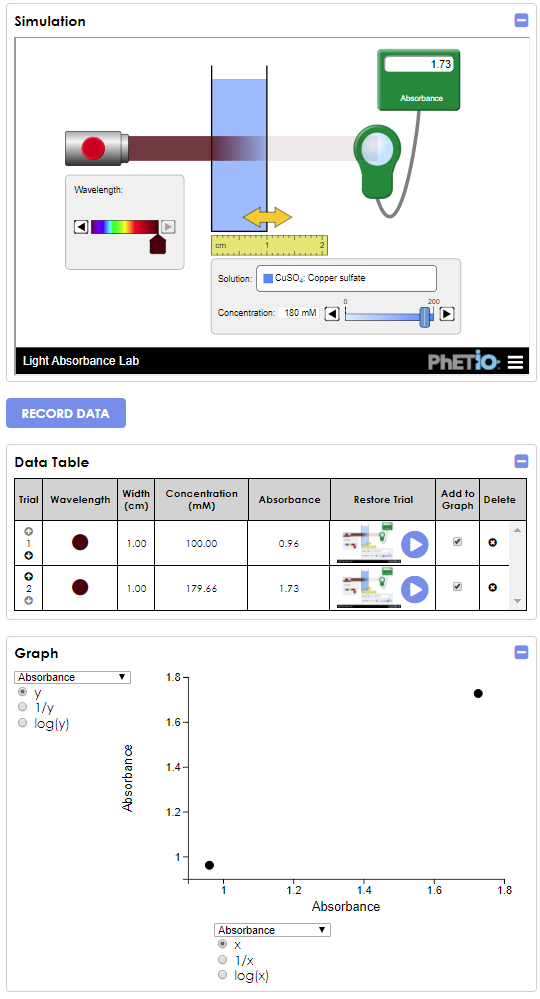 Simulation
1.73
Absorbance
Wavelength:
cm 1 2
Solution: CuSO₄: Copper sulfate
0 200
Concentration: 180 mM
Light Absorbance Lab PhET iO:
RECORD DATA
Data Table
Trial Wavelength Width (cm) Concentration (mM) Absorbance Restore Trial Add to Graph Delete
1 1.00 100.00 0.96
2 1.00 179.66 1.73
Graph
Absorbance
y
1/y
log(y)
1.8
1.6
1.4
1.2
1
Absorbance
1 1.2 1.4 1.6 1.8
Absorbance
Absorbance
x
1/x
log(x)